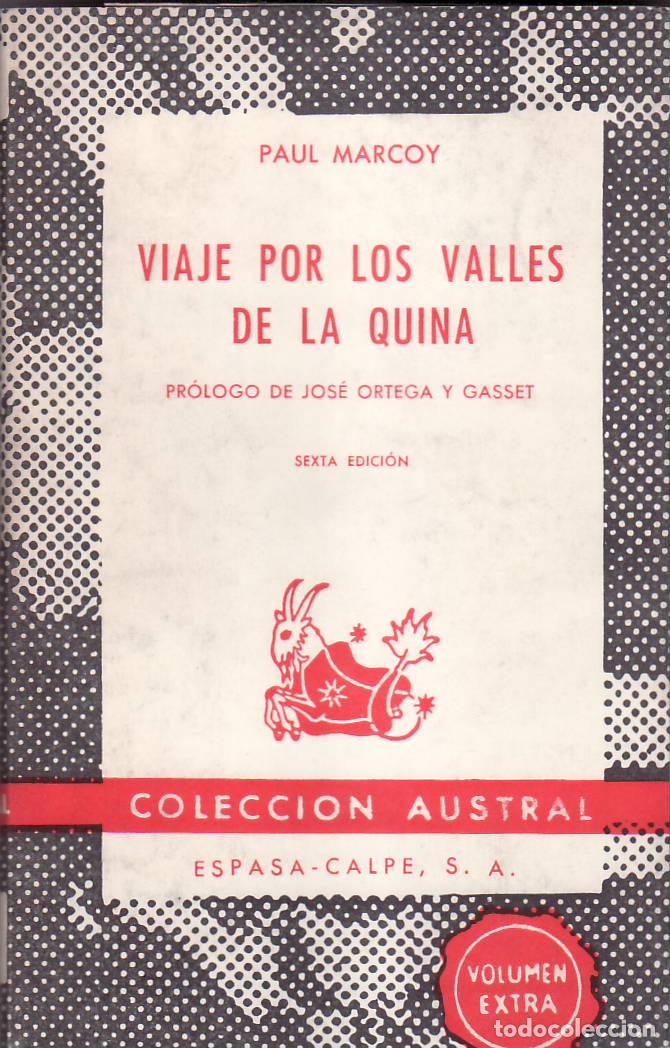 PAUL MARCOY
VIAJE POR LOS VALLES
DE LA QUINA
PRÓLOGO DE JOSÉ ORTEGA Y GASSET
SEXTA EDICIÓN
L
COLECCION AUSTRAL
ESPASA-CALPE, S. A.
VOLUMEN
EXTRA
todocoleccion